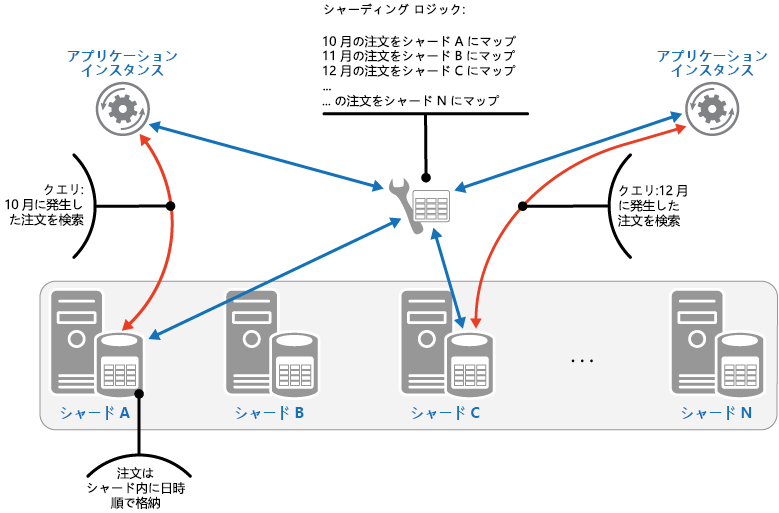 シャーディング ロジック:
10 月の注文をシャード A にマップ
11 月の注文をシャード B にマップ
12 月の注文をシャード C にマップ
...
... の注文をシャード N にマップ
アプリケーション
インスタンス
アプリケーション
インスタンス
クエリ:
10 月に発生し
た注文を検索
クエリ:12 月
に発生した
注文を検索
...
シャード A
シャード B
シャード C
シャード N
注文は
シャード内に日時
順で格納